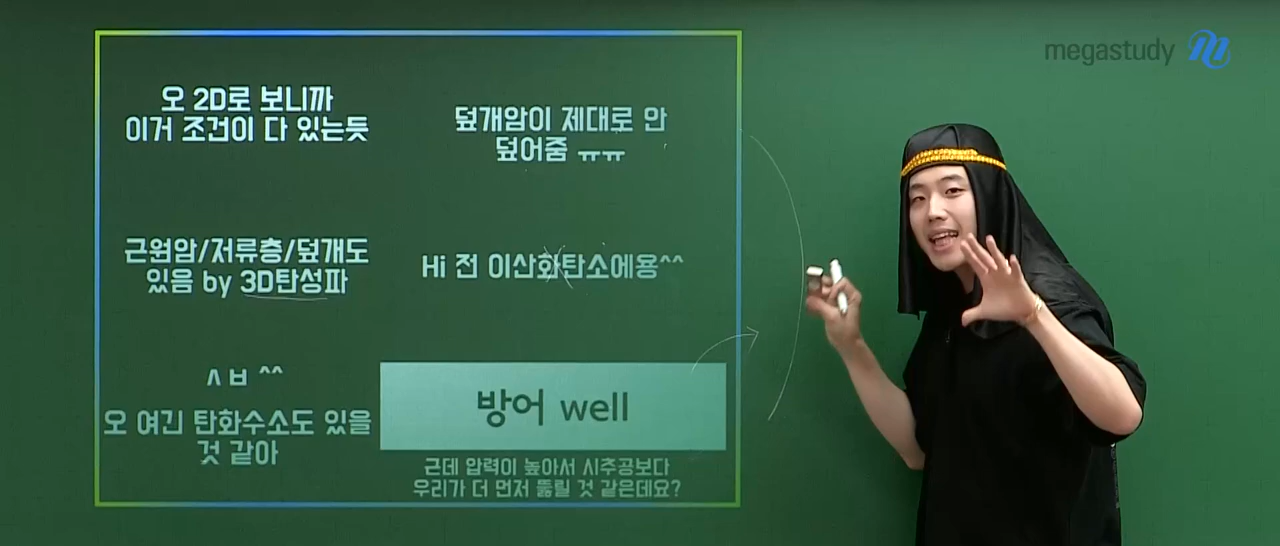 megastudy
오 2D로 보니까
이거 조건이 다 있는듯
덮개암이 제대로 안
덮어줌 ㅠㅠ
근원암/저류층/덮개도
있음 by 3D탄성파
Hi 전 이산화탄소에용^^
ㅅㅂ ^^
오 여긴 탄화수소도 있을
것 같아
방어 well
근데 압력이 높아서 시추공보다
우리가 더 먼저 뚫릴 것 같은데요?